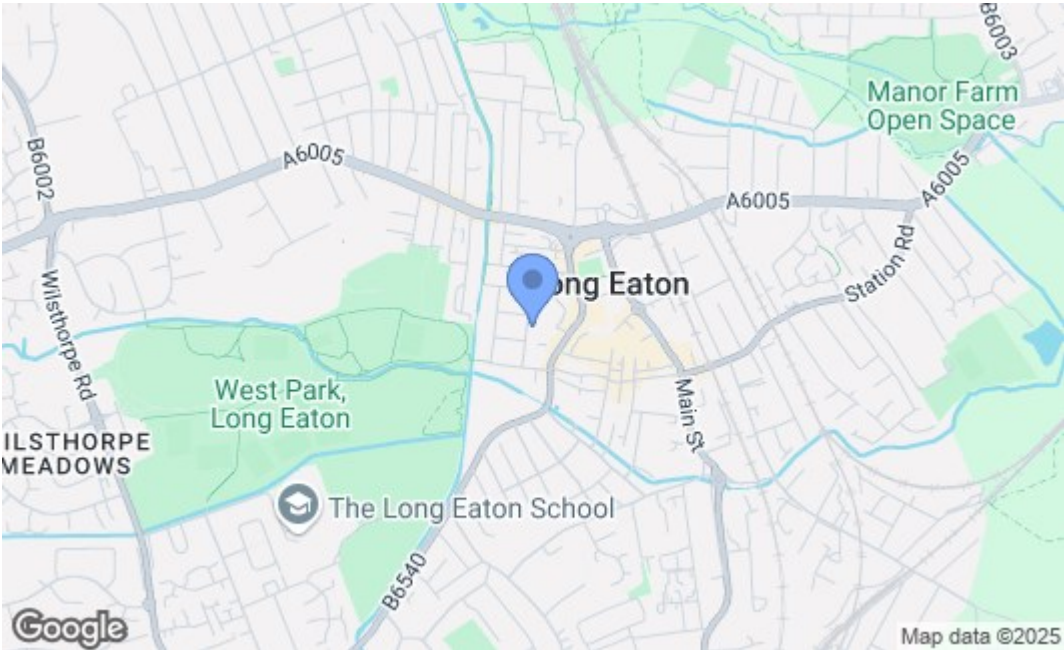 B6003
Manor Farm
Open Space
B6002
A6005
A6005
A6005
Wilsthorpe Rd
ong Eaton
Station Rd
West Park,
Long Eaton
Main St
ILSTHORPE
MEADOWS
The Long Eaton School
B6540
Google
Map data ©2025